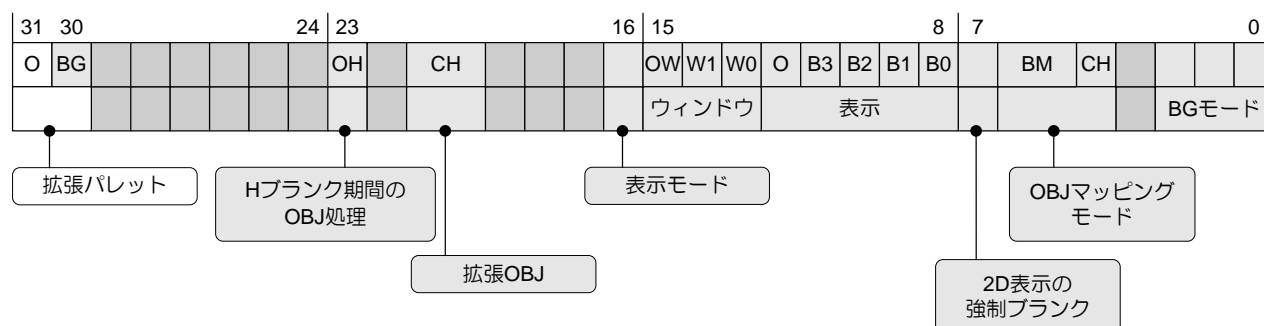 31 30 24 23 16 15 8 7 0
O BG OH CH OW W1 W0 O B3 B2 B1 B0 BM CH
ウィンドウ 表示 BGモード
拡張パレット
Hブランク期間の
OBJ処理
拡張OBJ
表示モード
OBJマッピング
モード
2D表示の
強制ブランク